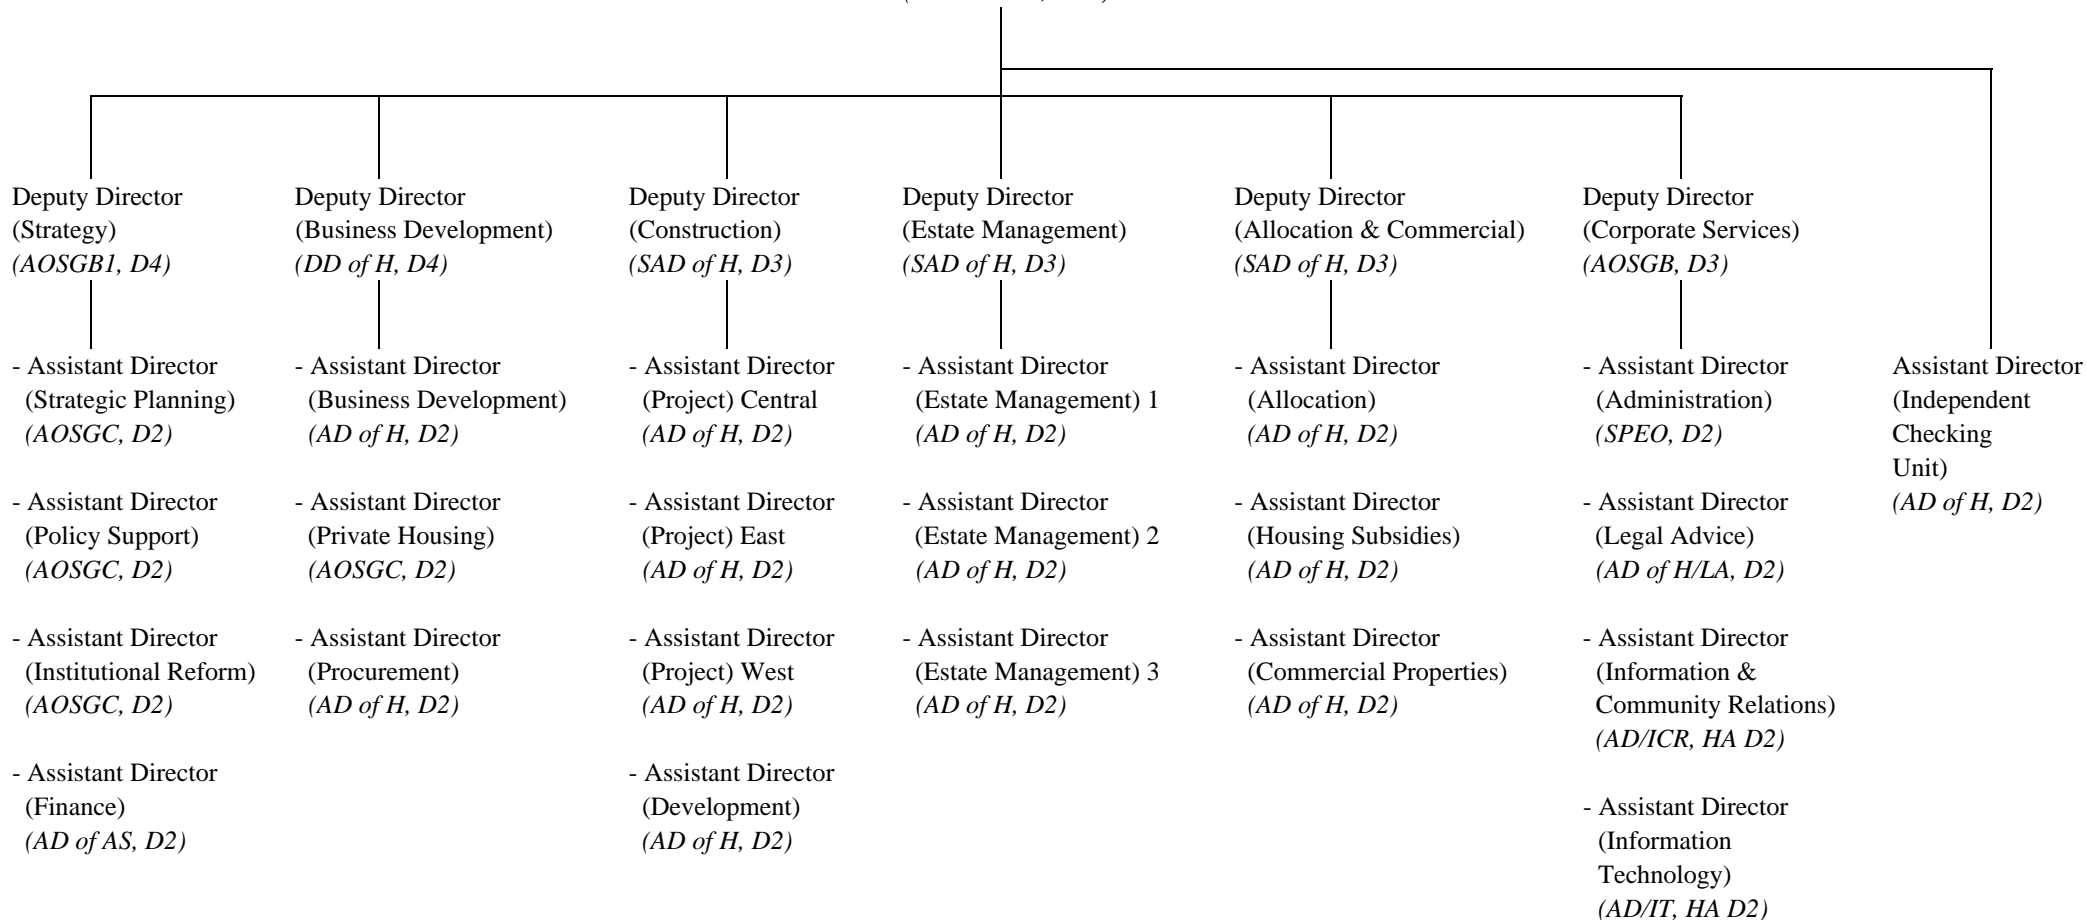 Deputy Director
(Strategy)
(AOSGB1, D4)
- Assistant Director
(Strategic Planning)
(AOSGC, D2)
- Assistant Director
(Policy Support)
(AOSGC, D2)
- Assistant Director
(Institutional Reform)
(AOSGC, D2)
- Assistant Director
(Finance)
(AD of AS, D2)
Deputy Director
(Business Development)
(DD of H, D4)
- Assistant Director
(Business Development)
(AD of H, D2)
- Assistant Director
(Private Housing)
(AOSGC, D2)
- Assistant Director
(Procurement)
(AD of H, D2)
Deputy Director
(Construction)
(SAD of H, D3)
- Assistant Director
(Project) Central
(AD of H, D2)
- Assistant Director
(Project) East
(AD of H, D2)
- Assistant Director
(Project) West
(AD of H, D2)
- Assistant Director
(Development)
(AD of H, D2)
Deputy Director
(Estate Management)
(SAD of H, D3)
- Assistant Director
(Estate Management) 1
(AD of H, D2)
- Assistant Director
(Estate Management) 2
(AD of H, D2)
- Assistant Director
(Estate Management) 3
(AD of H, D2)
Deputy Director
(Allocation & Commercial)
(SAD of H, D3)
- Assistant Director
(Allocation)
(AD of H, D2)
- Assistant Director
(Housing Subsidies)
(AD of H, D2)
- Assistant Director
(Commercial Properties)
(AD of H, D2)
Deputy Director
(Corporate Services)
(AOSGB, D3)
- Assistant Director
(Administration)
(SPEO, D2)
- Assistant Director
(Legal Advice)
(AD of H/LA, D2)
- Assistant Director
(Information &
Community Relations)
(AD/ICR, HA D2)
- Assistant Director
(Information
Technology)
(AD/IT, HA D2)
Assistant Director
(Independent
Checking
Unit)
(AD of H, D2)